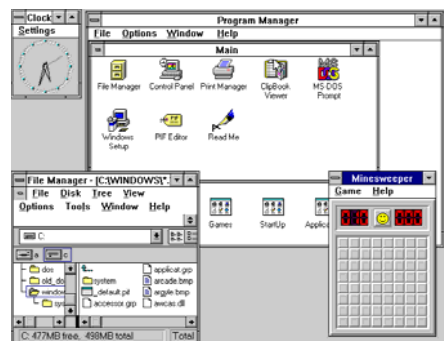 Clock
Settings
Program Manager
File Options Window Help
Main
File Manager
Control Panel
Print Manager
ClipBook
Viewer
MS-DOS
Prompt
Windows
Setup
PIF Editor
Read Me
Games
StartUp
Applica
File Manager - [C:\WINDOWS\*.
File Disk Tree View
Options Tools Window Help
C:
a c
dos
old_do
window
sys
system
_default.pif
accessor.grp
applicat.grp
arcade.bmp
argyle.bmp
awcas.dll
C: 477MB free, 498MB total
Total
Minesweeper
Game Help